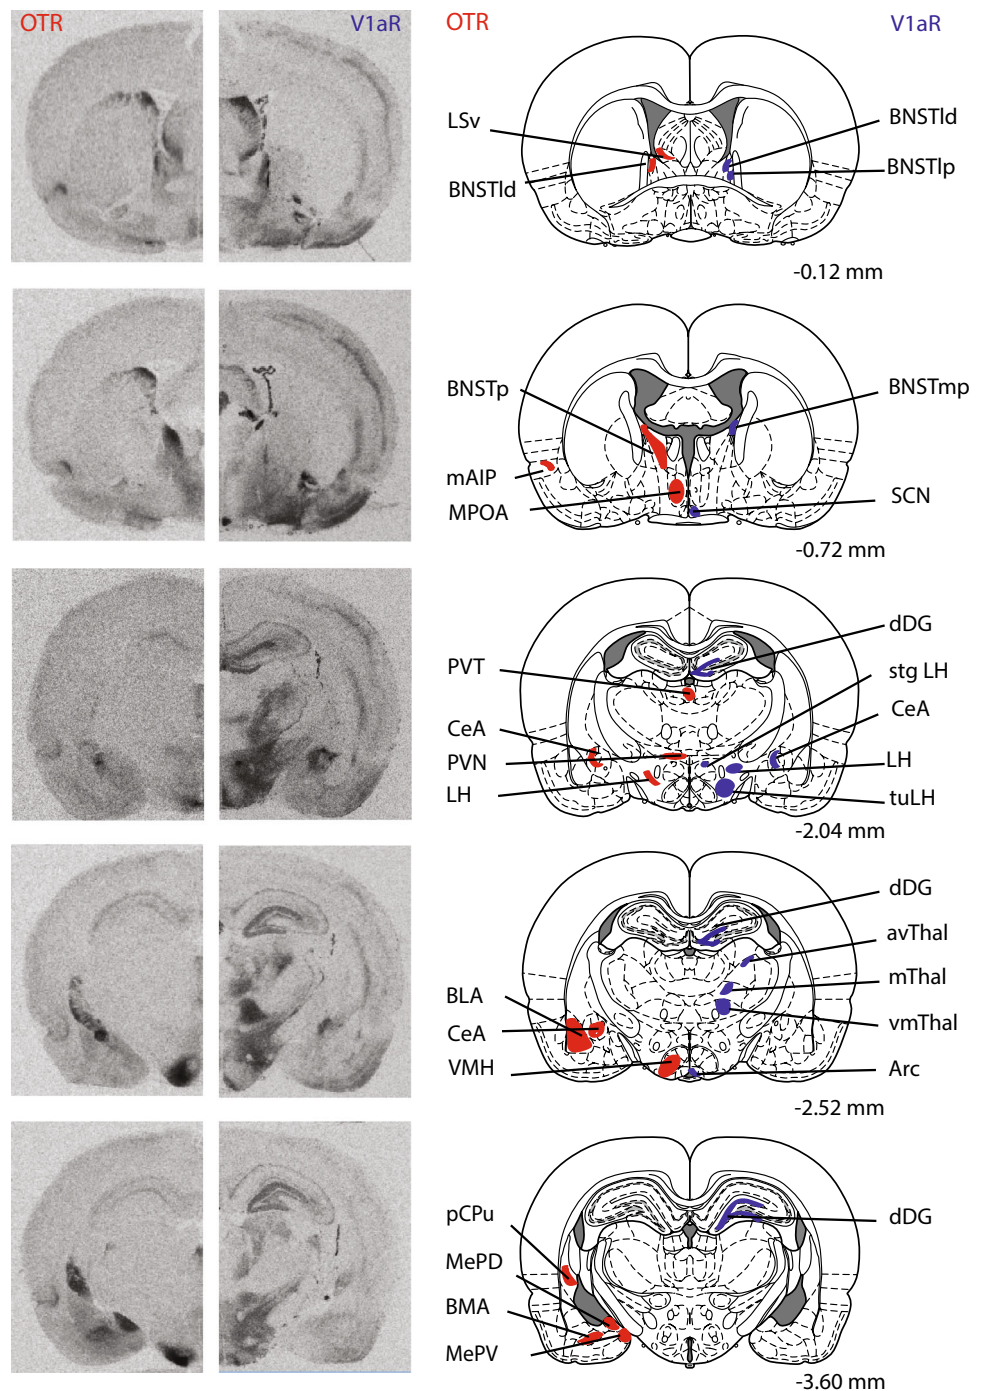 OTR V1aR OTR V1aR
LSv BNSTld
BNSTld BNSTlp
-0.12 mm
BNSTp BNSTmp
mAIP SCN
MPOA
-0.72 mm
dDG
PVT stg LH
CeA CeA
PVN LH
LH tuLH
-2.04 mm
dDG
avThal
BLA mThal
CeA vmThal
VMH Arc
-2.52 mm
pCPu dDG
MePD
BMA
MePV
-3.60 mm